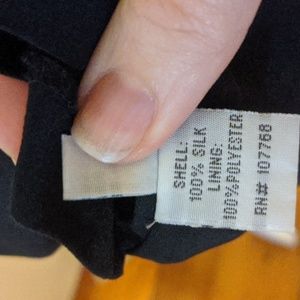 SHELL:
100% SILK
LINING:
100% POLYESTER
RN# 107768